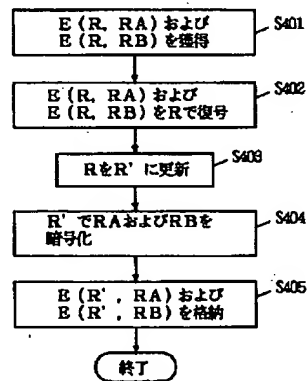 E (R, RA) および
E (R, RB) を獲得
S401
E (R, RA) および
E (R, RB) をRで復号
S402
RをR' に更新
S403
R' でRAおよびRBを
暗号化
S404
E (R', RA) および
E (R', RB) を格納
S405
終了